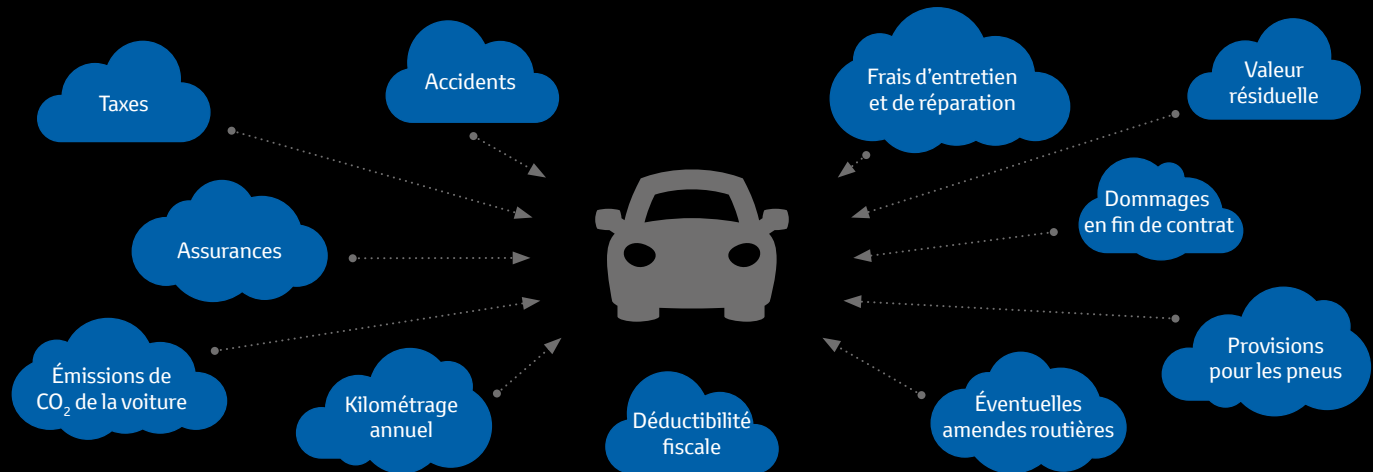 Taxes
Accidents
Frais d’entretien
et de réparation
Valeur
résiduelle
Assurances
Dommages
en fin de contrat
Émissions de
CO₂ de la voiture
Kilométrage
annuel
Déductibilité
fiscale
Éventuelles
amendes routières
Provisions
pour les pneus